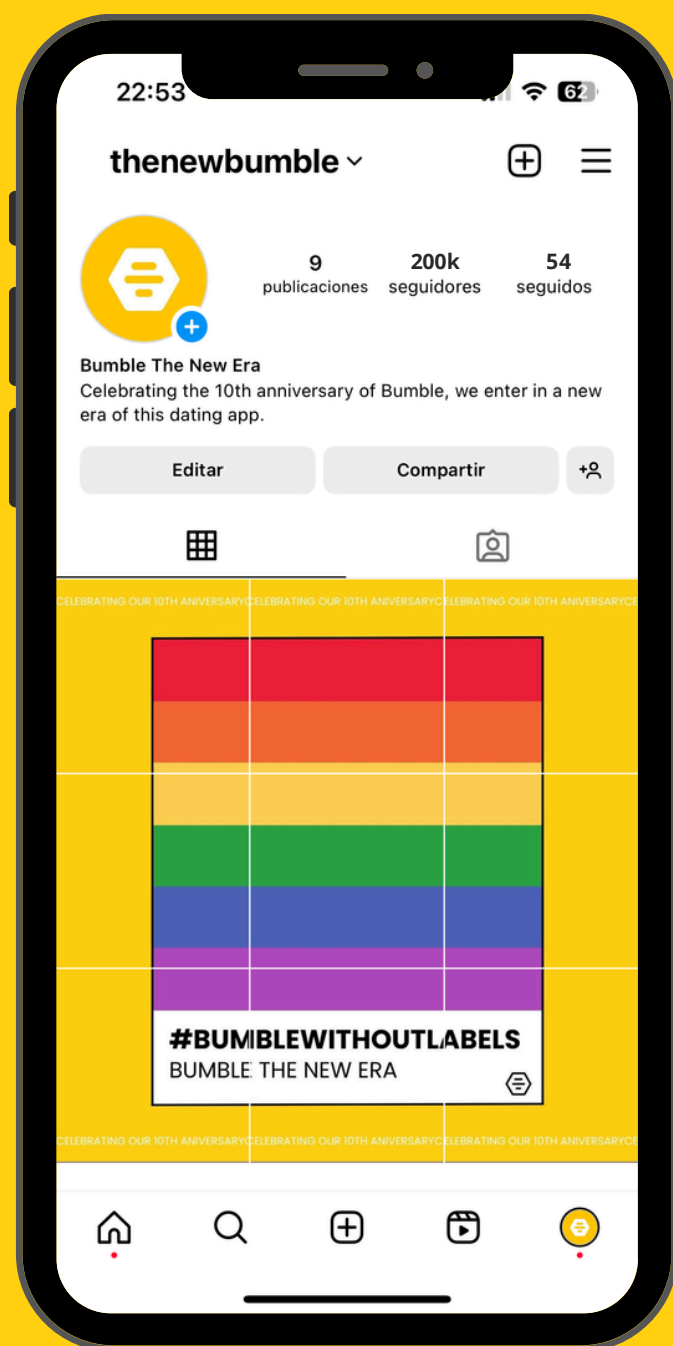 22:53
62
thenewbumble
9
publicaciones
200k
seguidores
54
seguidos
Bumble The New Era
Celebrating the 10th anniversary of Bumble, we enter in a new
era of this dating app.
Editar
Compartir
CELEBRATING OUR 10TH ANIVERSARYCELEBRATING OUR 10TH ANIVERSARYCELEBRATING OUR 10TH ANIVERSARYCE
#BUMBLEWITHOUTLABELS
BUMBLE THE NEW ERA
CELEBRATING OUR 10TH ANIVERSARYCELEBRATING OUR 10TH ANIVERSARYCELEBRATING OUR 10TH ANIVERSARYCE